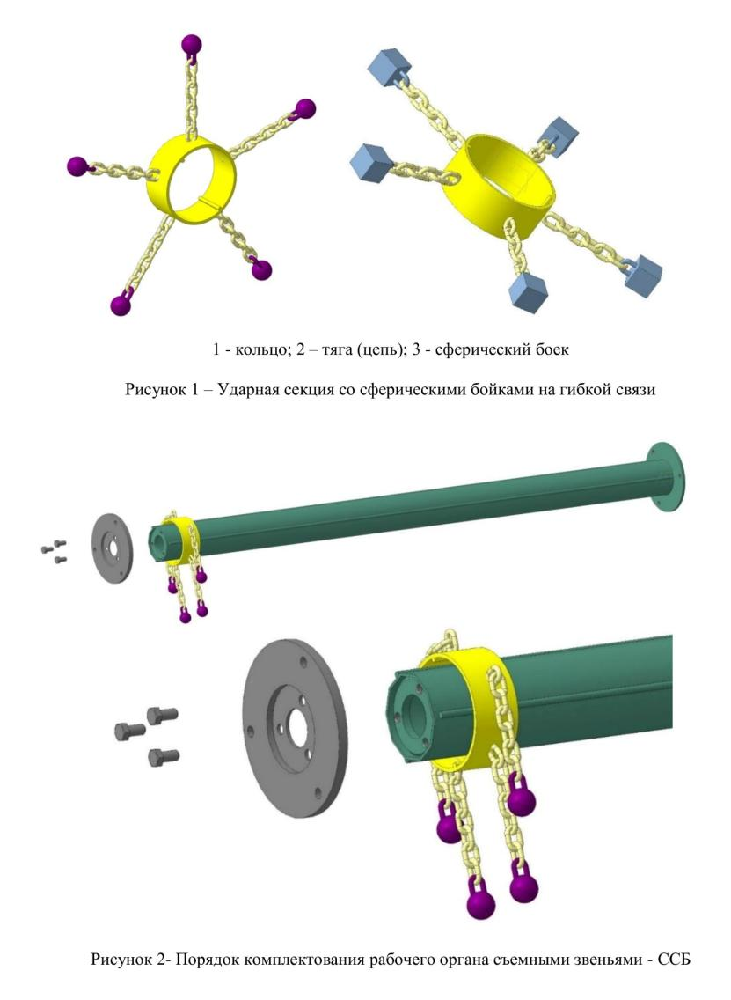 1 - кольцо; 2 – тяга (цепь); 3 - сферический боек
Рисунок 1 – Ударная секция со сферическими бойками на гибкой связи
Рисунок 2- Порядок комплектования рабочего органа съемными звеньями - ССБ